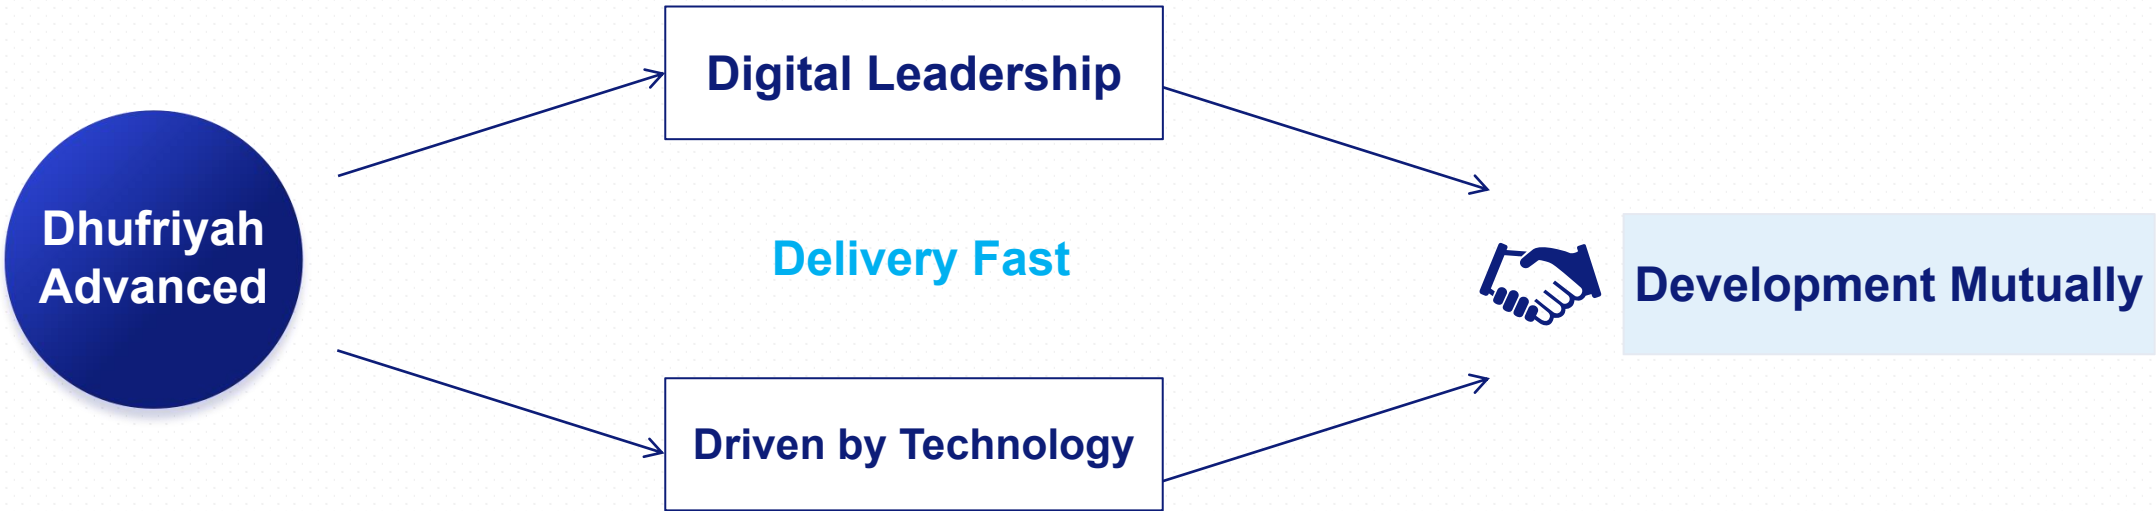 Dhufriyah
Advanced
Digital Leadership
Delivery Fast
Driven by Technology
Development Mutually